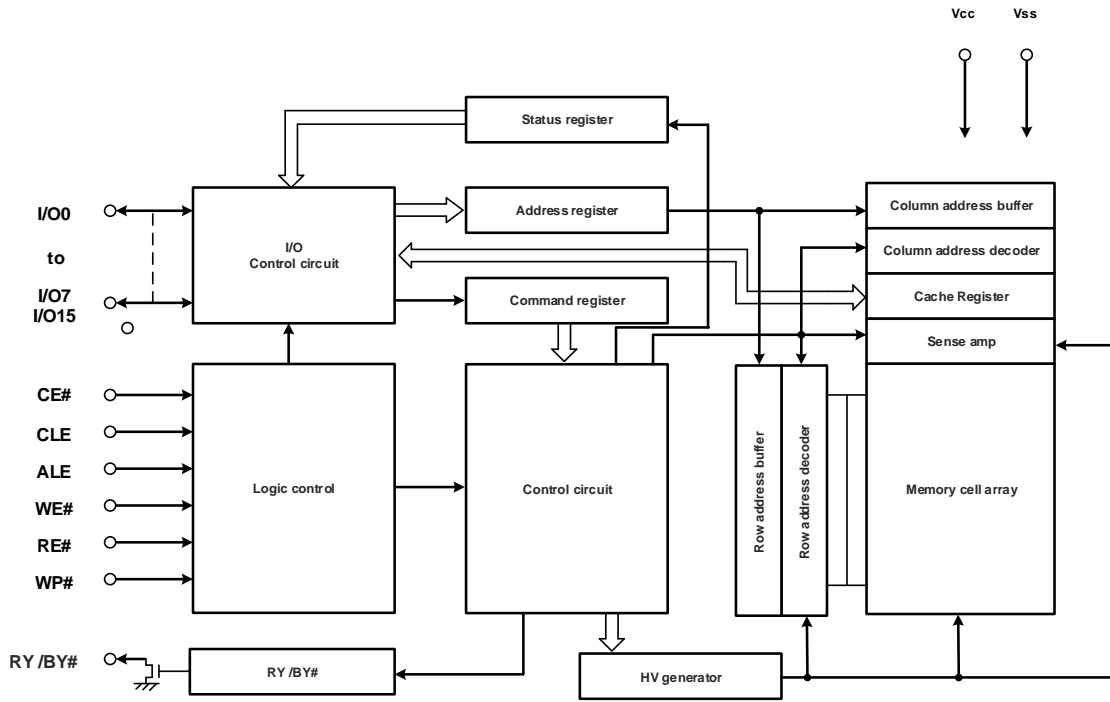 Vcc
Vss
Status register
I/O0
to
I/O7
I/O15
I/O
Control circuit
Address register
Command register
Column address buffer
Column address decoder
Cache Register
Sense amp
CE#
CLE
ALE
WE#
RE#
WP#
Logic control
Control circuit
Row address buffer
Row address decoder
Memory cell array
RY /BY#
RY /BY#
HV generator